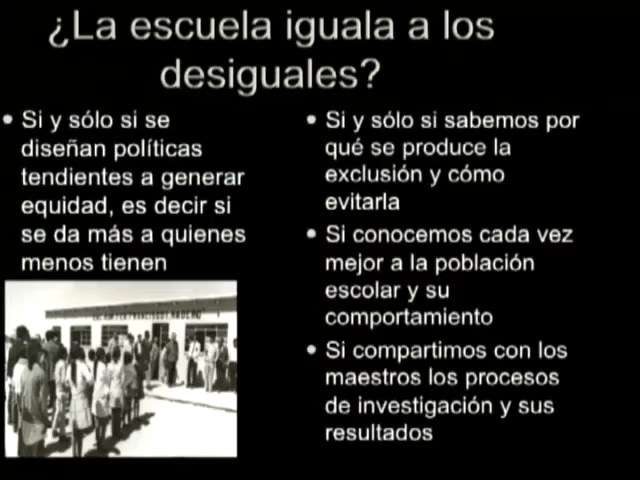 ¿La escuela iguala a los
desiguales?
• Si y sólo si se
diseñan políticas
tendientes a generar
equidad, es decir si
se da más a quienes
menos tienen
• Si y sólo si sabemos por
qué se produce la
exclusión y cómo
evitarla
• Si conocemos cada vez
mejor a la población
escolar y su
comportamiento
• Si compartimos con los
maestros los procesos
de investigación y sus
resultados
FRANCISCO I. MADERO